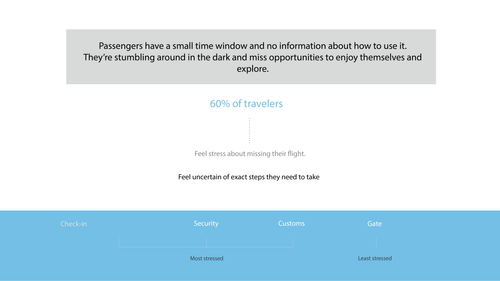 Passengers have a small time window and no information about how to use it.
They’re stumbling around in the dark and miss opportunities to enjoy themselves and
explore.
60% of travelers
Feel stress about missing their flight.
Feel uncertain of exact steps they need to take
Check-in Security Customs Gate
Most stressed Least stressed